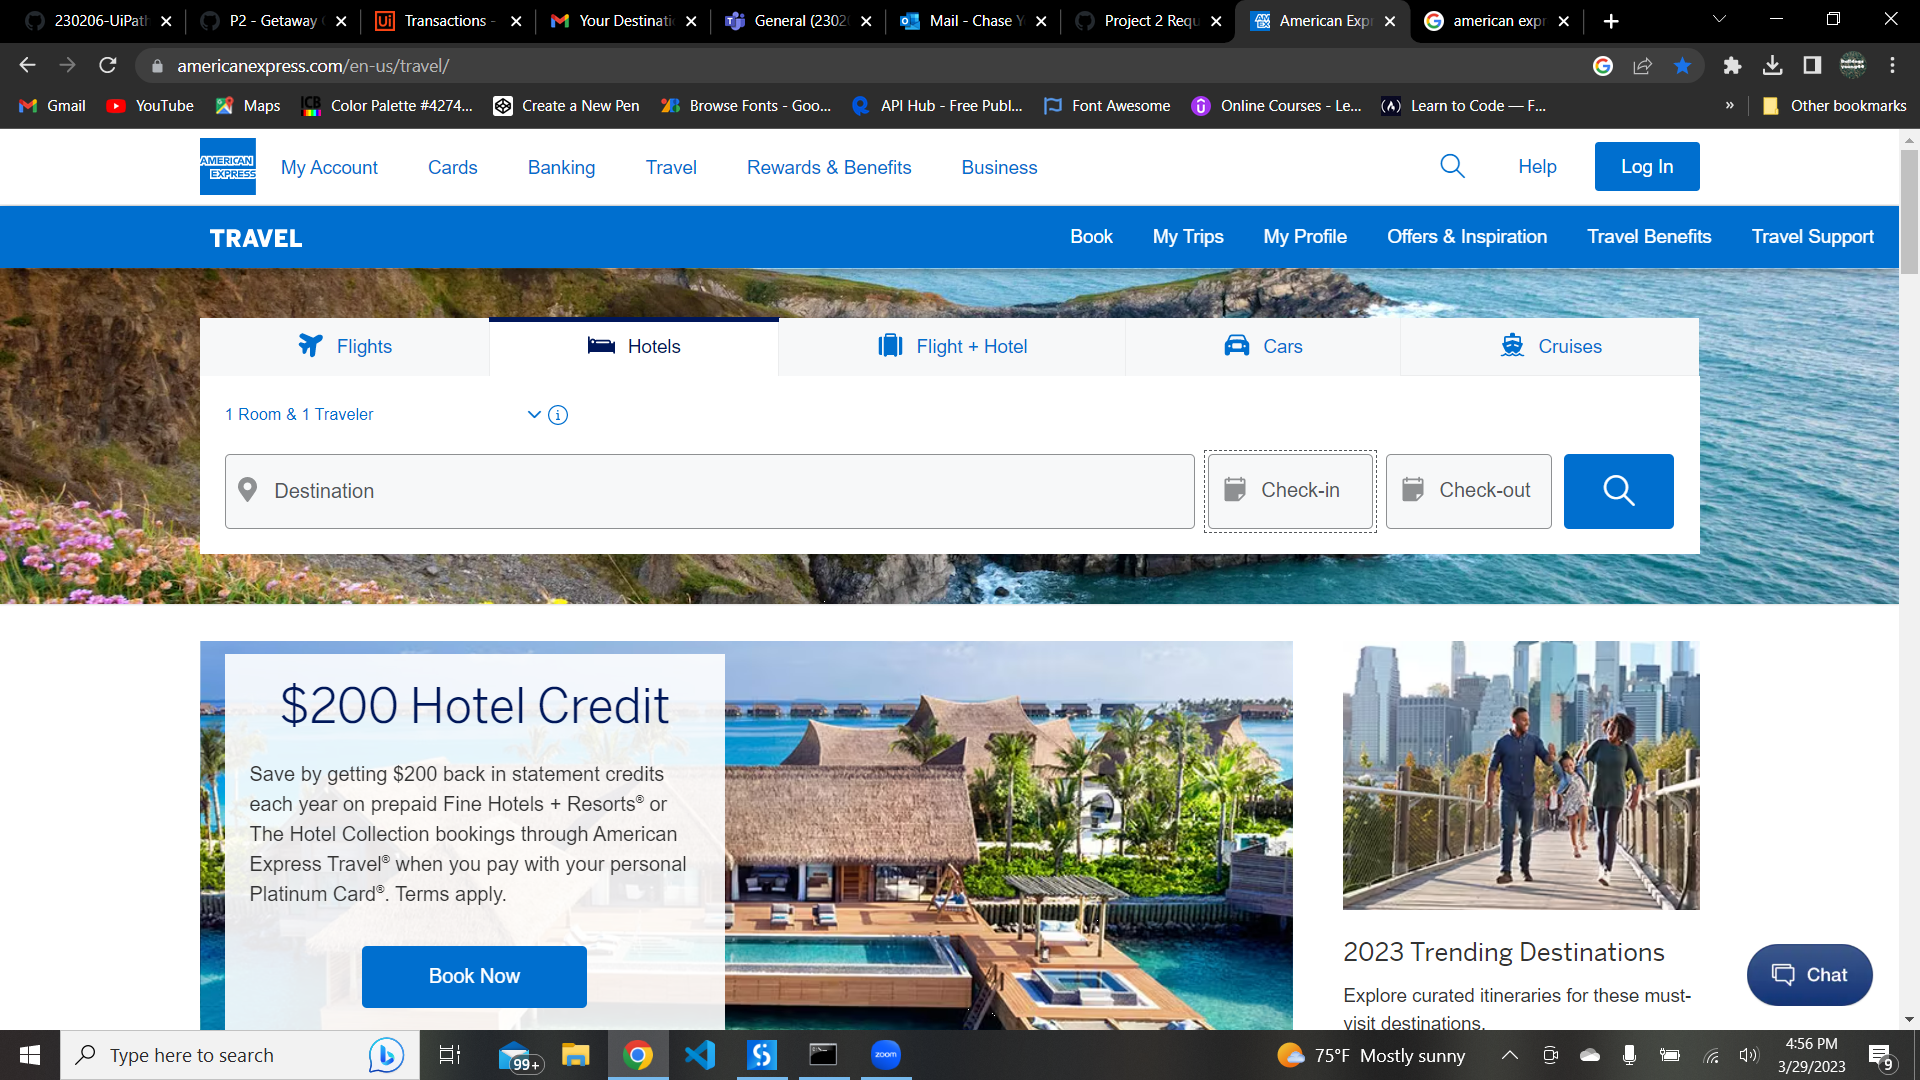 230206-UiPath
P2 - Getaway
Transactions -
Your Destinati
General (2302
Mail - Chase Y
Project 2 Requ
American Expr
american expr
americanexpress.com/en-us/travel/
Gmail
YouTube
Maps
Color Palette #4274...
Create a New Pen
Browse Fonts - Goo...
API Hub - Free Publ...
Font Awesome
Online Courses - Le...
Learn to Code — F...
»
Other bookmarks
AMERICAN
EXPRESS
My Account
Cards
Banking
Travel
Rewards & Benefits
Business
Help
Log In
TRAVEL
Book
My Trips
My Profile
Offers & Inspiration
Travel Benefits
Travel Support
Flights
Hotels
Flight + Hotel
Cars
Cruises
1 Room & 1 Traveler
Destination
Check-in
Check-out
$200 Hotel Credit
Save by getting $200 back in statement credits
each year on prepaid Fine Hotels + Resorts® or
The Hotel Collection bookings through American
Express Travel® when you pay with your personal
Platinum Card®. Terms apply.
Book Now
2023 Trending Destinations
Explore curated itineraries for these must-
visit destinations.
Chat
Type here to search
99+
zoom
75°F Mostly sunny
4:56 PM
3/29/2023
9